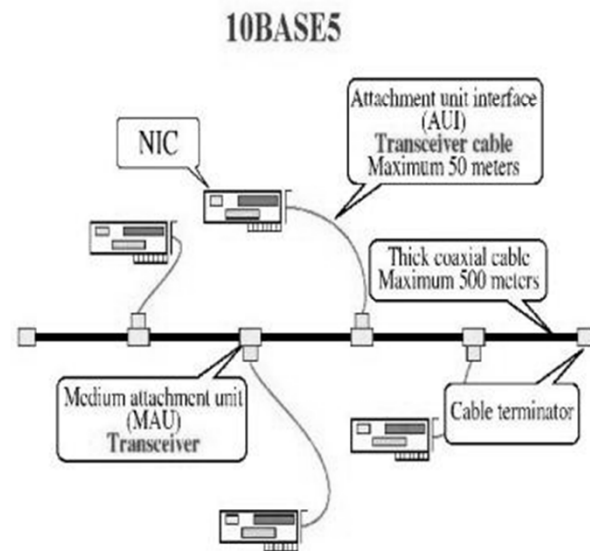 10BASE5
Attachment unit interface
(AUI)
Transceiver cable
Maximum 50 meters
NIC
Thick coaxial cable
Maximum 500 meters
Medium attachment unit
(MAU)
Transceiver
Cable terminator